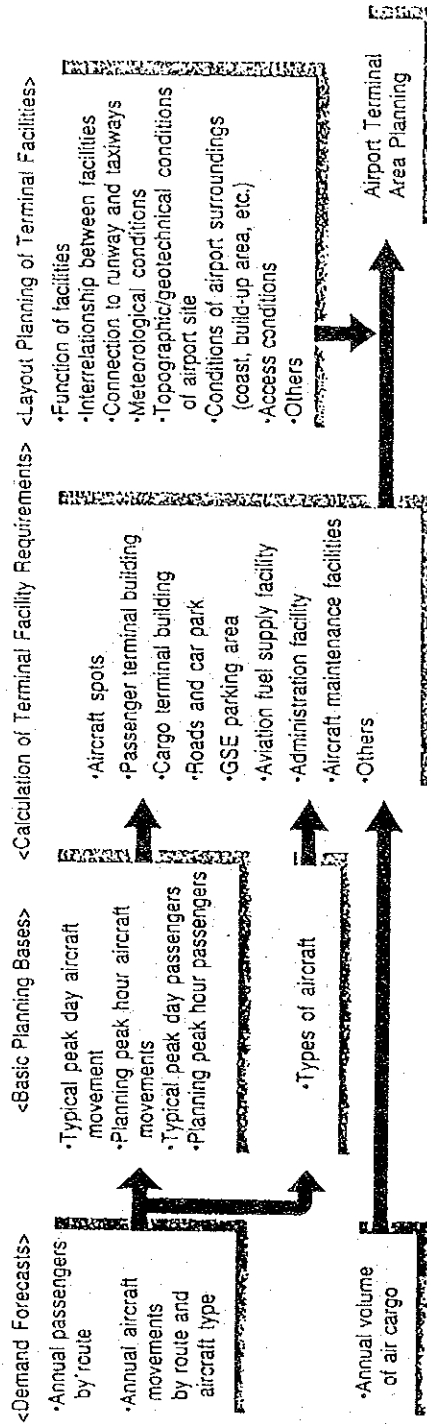 <Demand Forecasts>
•Annual passengers
by route
•Annual aircraft
movements
by route and
aircraft type
•Annual volume
of air cargo
<Basic Planning Bases>
•Typical peak day aircraft
movement
•Planning peak hour aircraft
movements
•Typical peak day passengers
•Planning peak hour passengers
•Types of aircraft
<Calculation of Terminal Facility Requirements>
•Aircraft spots
•Passenger terminal building
•Cargo terminal building
•Roads and car park
•GSE parking area
•Aviation fuel supply facility
•Administration facility
•Aircraft maintenance facilities
•Others
<Layout Planning of Terminal Facilities>
•Function of facilities
•Interrelationship between facilities
•Connection to runway and taxiways
•Meteorological conditions
•Topographic/geotechnical conditions
of airport site
•Conditions of airport surroundings
(coast, build-up area, etc.)
•Access conditions
•Others
Airport Terminal
Area Planning